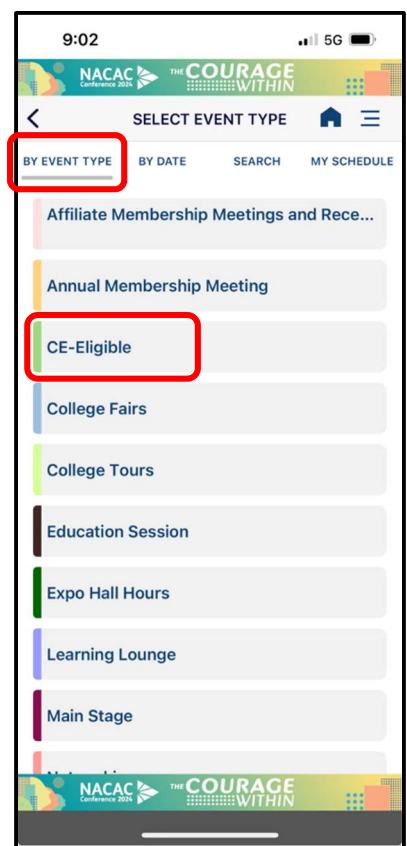 9:02 5G
NACAC THE COURAGE
Conference 2024 WITHIN
SELECT EVENT TYPE
BY EVENT TYPE BY DATE SEARCH MY SCHEDULE
Affiliate Membership Meetings and Rece...
Annual Membership Meeting
CE-Eligible
College Fairs
College Tours
Education Session
Expo Hall Hours
Learning Lounge
Main Stage
NACAC THE COURAGE
Conference 2024 WITHIN